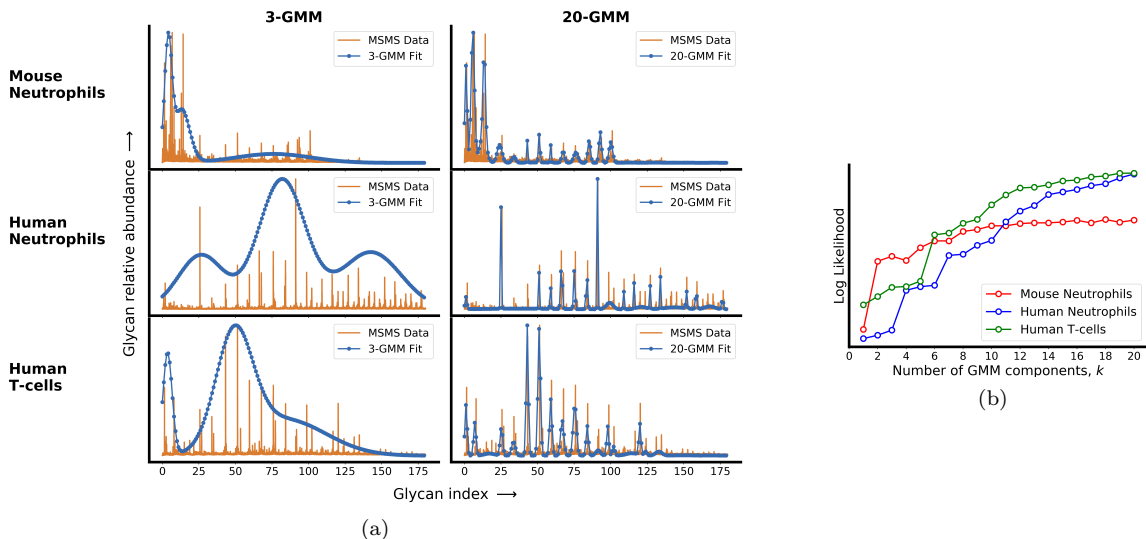 3-GMM
20-GMM
Mouse
Neutrophils
MSMS Data
3-GMM Fit
MSMS Data
20-GMM Fit
Human
Neutrophils
MSMS Data
3-GMM Fit
MSMS Data
20-GMM Fit
Human
T-cells
MSMS Data
3-GMM Fit
MSMS Data
20-GMM Fit
Glycan relative abundance →
0 25 50 75 100 125 150 175
0 25 50 75 100 125 150 175
Glycan index →
(a)
Log Likelihood
Mouse Neutrophils
Human Neutrophils
Human T-cells
0 2 4 6 8 10 12 14 16 18 20
Number of GMM components, k
(b)